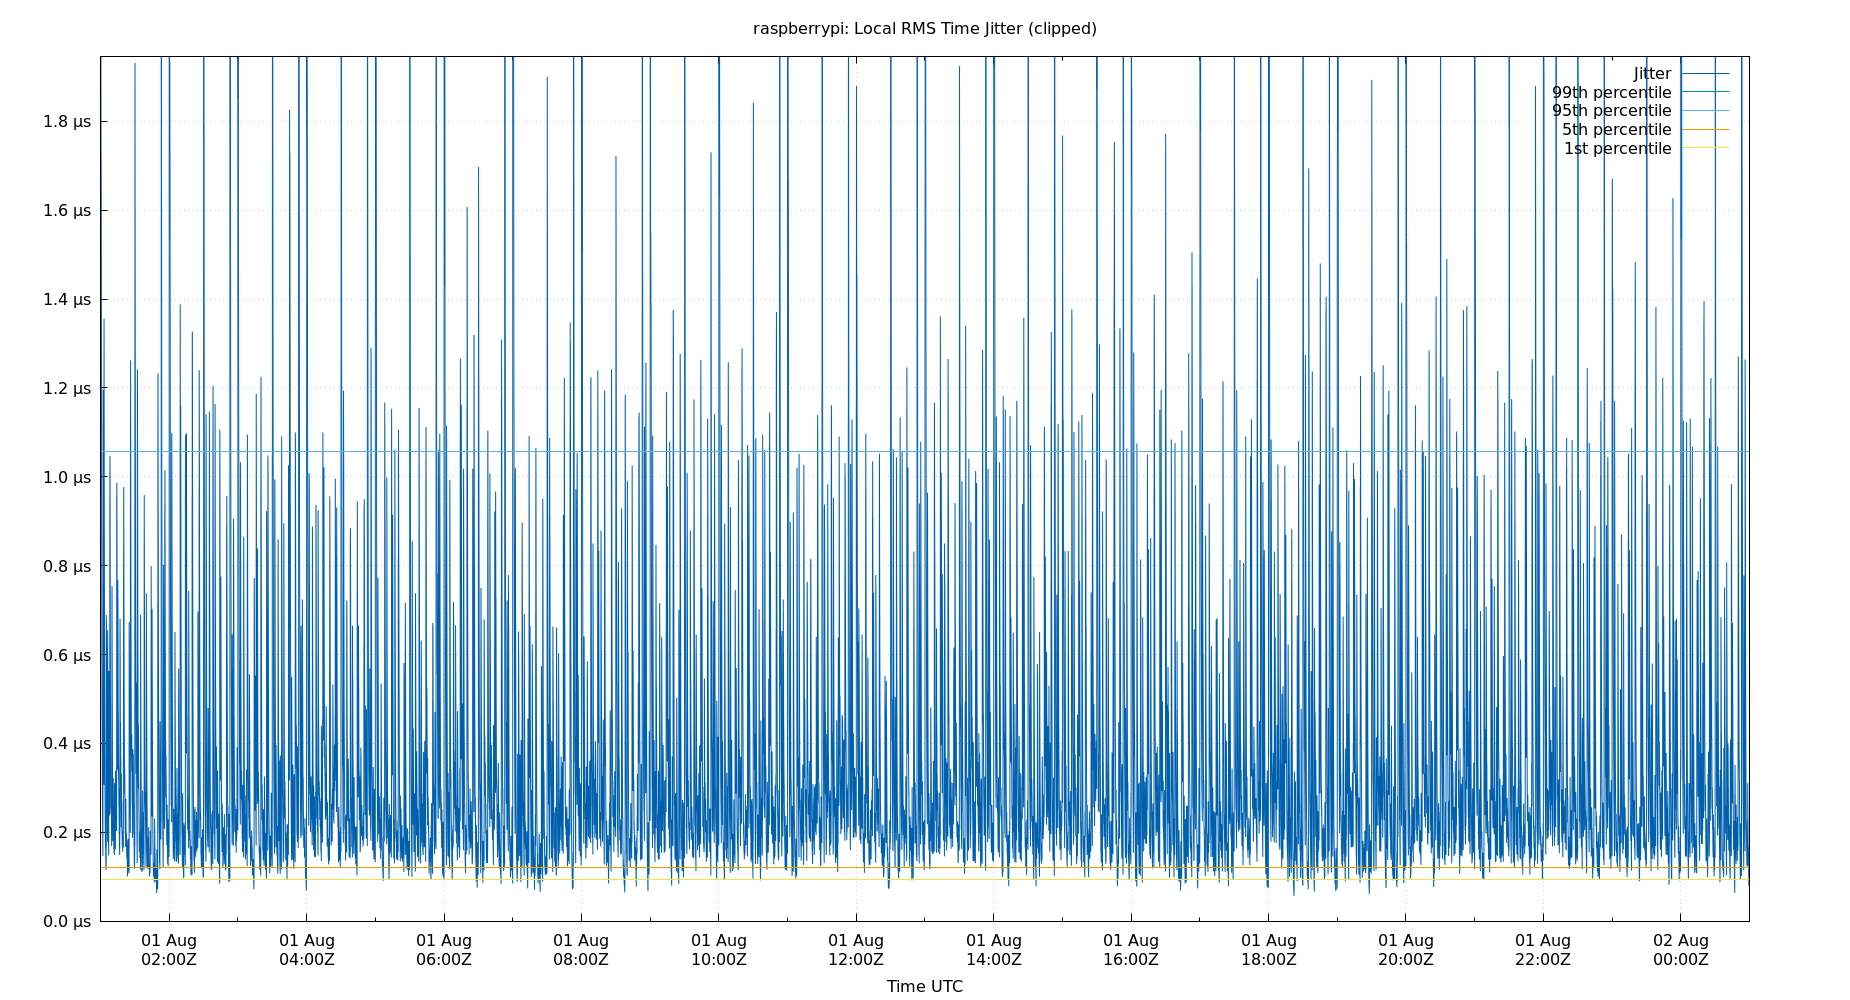 raspberrypi: Local RMS Time Jitter (clipped)
Jitter
99th percentile
95th percentile
5th percentile
1st percentile
1.8 µs
1.6 µs
1.4 µs
1.2 µs
1.0 µs
0.8 µs
0.6 µs
0.4 µs
0.2 µs
0.0 µs
01 Aug 01 Aug 01 Aug 01 Aug 01 Aug 01 Aug 01 Aug 01 Aug 01 Aug 01 Aug 01 Aug 02 Aug
02:00Z 04:00Z 06:00Z 08:00Z 10:00Z 12:00Z 14:00Z 16:00Z 18:00Z 20:00Z 22:00Z 00:00Z
Time UTC